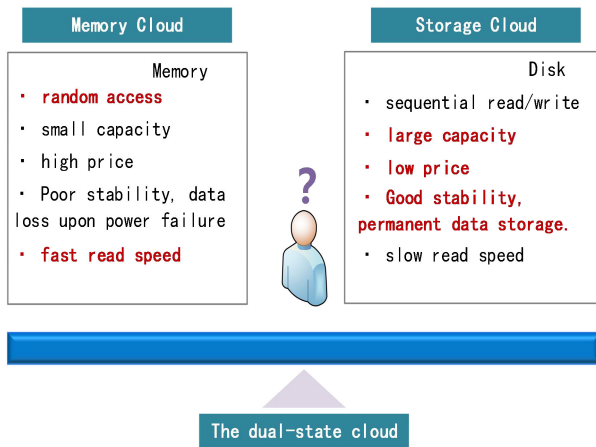 Memory Cloud
Memory
· random access
· small capacity
· high price
· Poor stability, data
loss upon power failure
· fast read speed
?
Storage Cloud
Disk
· sequential read/write
· large capacity
· low price
· Good stability,
permanent data storage.
· slow read speed
The dual-state cloud